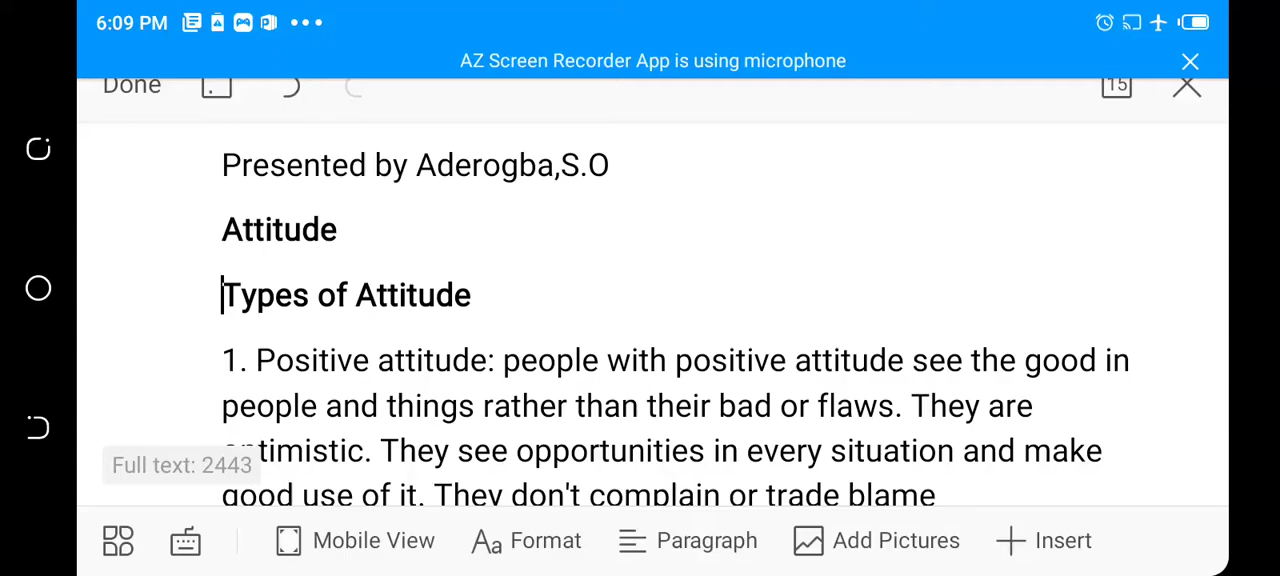 6:09 PM
AZ Screen Recorder App is using microphone
Done
15
Presented by Aderogba,S.O
Attitude
Types of Attitude
1. Positive attitude: people with positive attitude see the good in
people and things rather than their bad or flaws. They are
optimistic. They see opportunities in every situation and make
good use of it. They don't complain or trade blame
Full text: 2443
Mobile View
Format
Paragraph
Add Pictures
Insert